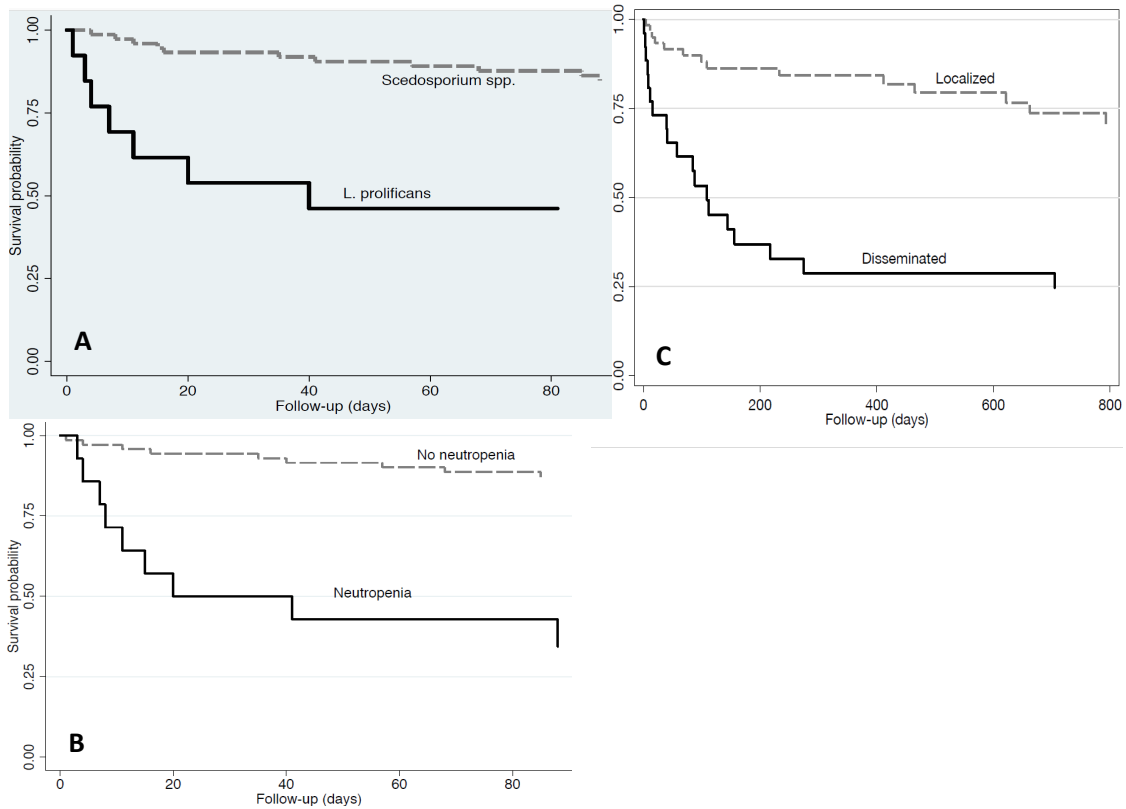 1.00
0.75
0.50
0.25
0.00
Survival probability
Scedosporium spp.
L. prolificans
A
0 20 40 60 80
Follow-up (days)
1.00
0.75
0.50
0.25
0.00
Localized
Disseminated
C
0 200 400 600 800
Follow-up (days)
1.00
0.75
0.50
0.25
0.00
Survival probability
No neutropenia
Neutropenia
B
0 20 40 60 80
Follow-up (days)